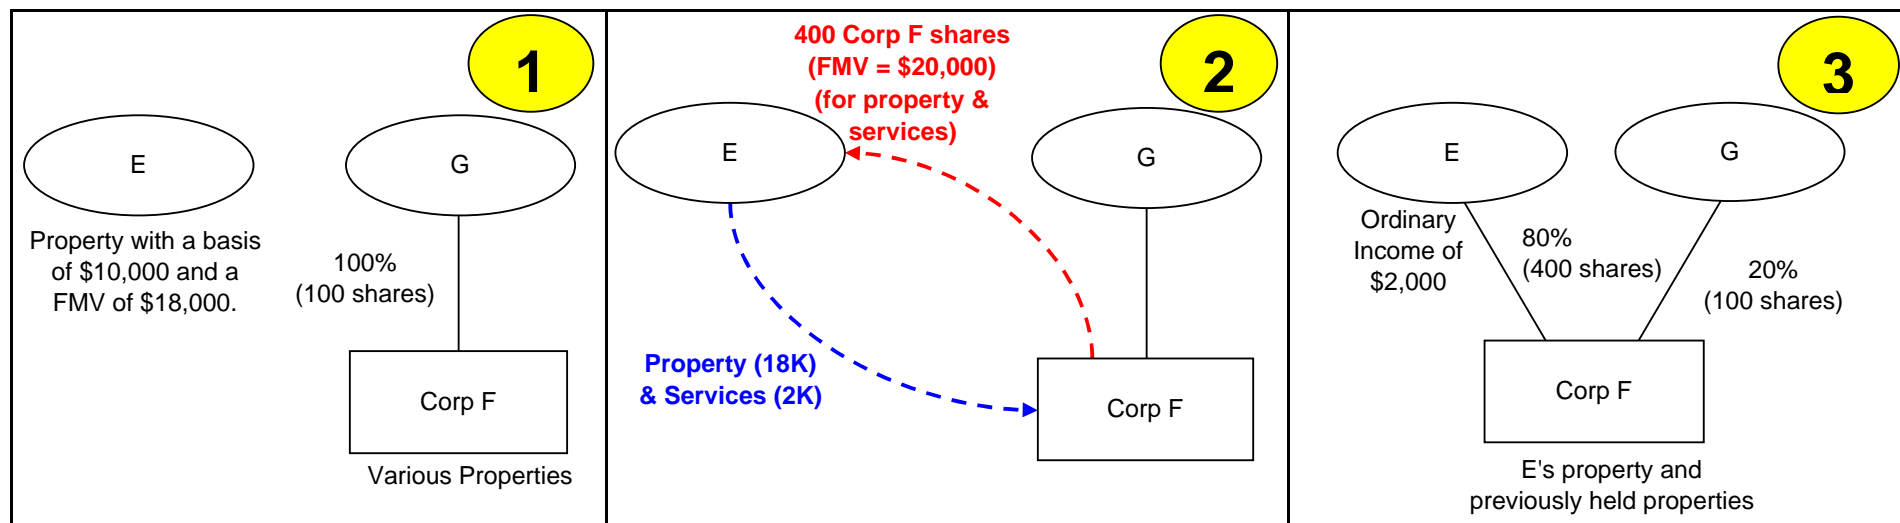 1
E
G
Property with a basis
of $10,000 and a
FMV of $18,000.
100%
(100 shares)
Corp F
Various Properties
2
400 Corp F shares
(FMV = $20,000)
(for property &
services)
E
G
Property (18K)
& Services (2K)
Corp F
3
E
G
Ordinary
Income of
$2,000
80%
(400 shares)
20%
(100 shares)
Corp F
E's property and
previously held properties